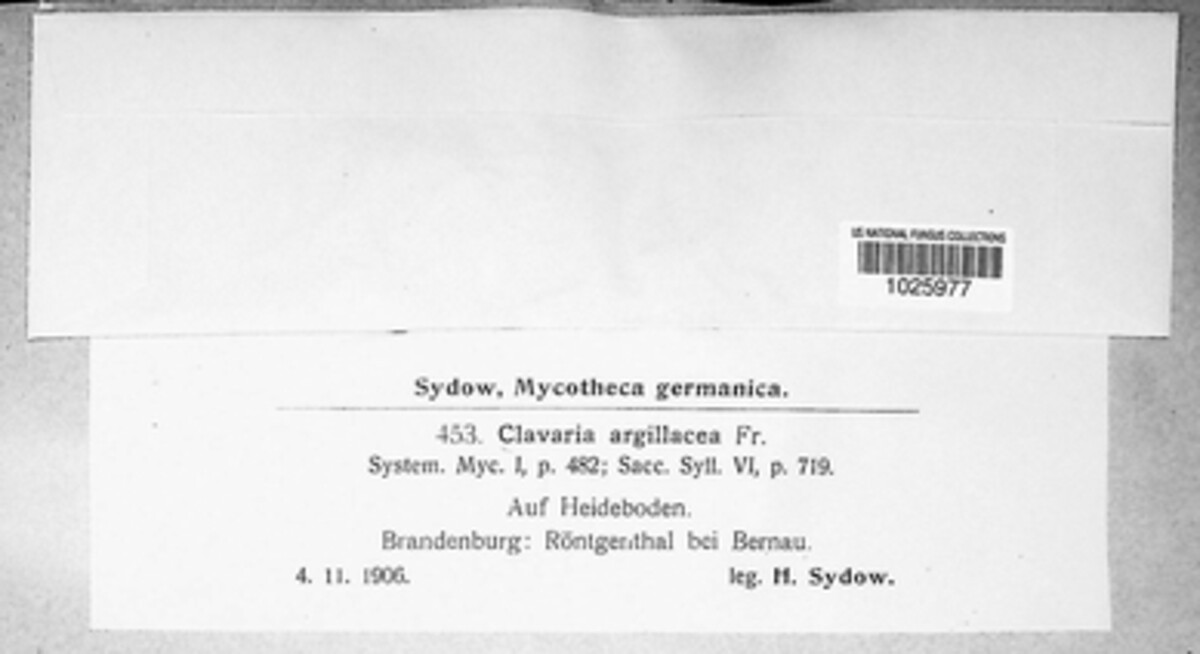 US NATIONAL FUNGUS COLLECTIONS
1025977
Sydow, Mycotheca germanica.
453. Clavaria argillacea Fr.
System. Myc. I, p. 482; Sacc. Syll. VI, p. 719.
Auf Heideboden.
Brandenburg: Röntgenthal bei Bernau.
4. 11. 1906. leg. H. Sydow.